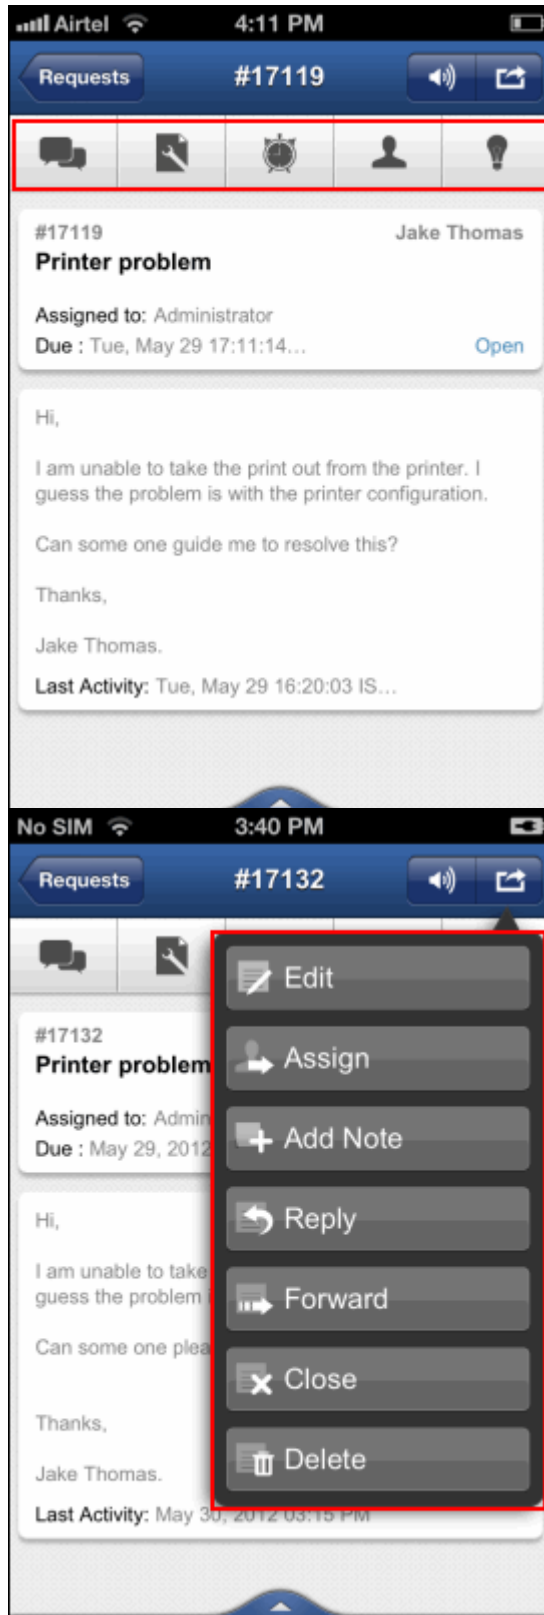 Airtel 4:11 PM
Requests #17119
#17119 Jake Thomas
Printer problem
Assigned to: Administrator
Due : Tue, May 29 17:11:14... Open
Hi,
I am unable to take the print out from the printer. I
guess the problem is with the printer configuration.
Can some one guide me to resolve this?
Thanks,
Jake Thomas.
Last Activity: Tue, May 29 16:20:03 IS...
No SIM 3:40 PM
Requests #17132
Edit
#17132
Printer problem
Assign
Assigned to: Admin
Due : May 29, 2012
Add Note
Hi,
Reply
I am unable to take
guess the problem
Forward
Can some one plea
Close
Thanks,
Jake Thomas.
Delete
Last Activity: May 30, 2012 03:15 PM